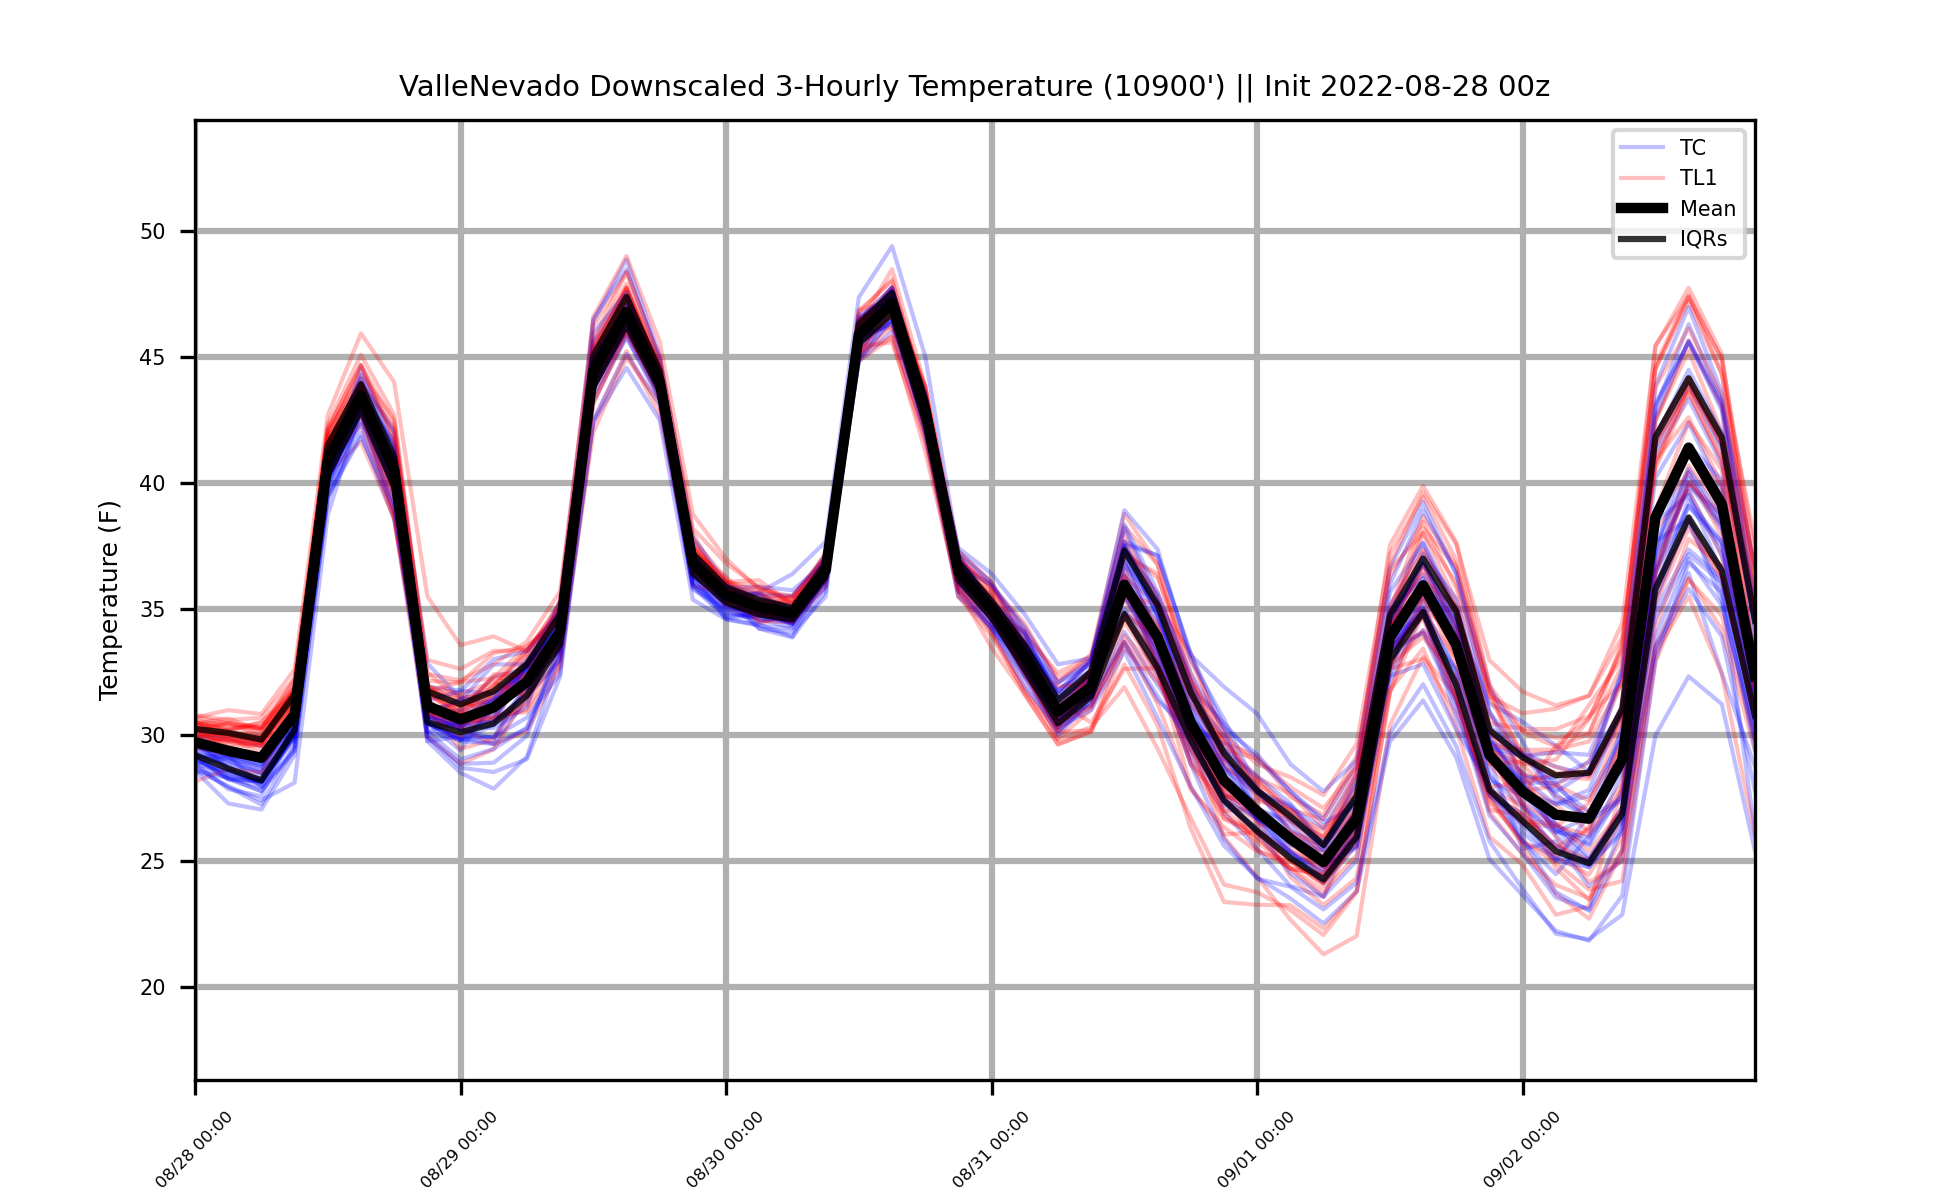 ValleNevado Downscaled 3-Hourly Temperature (10900') || Init 2022-08-28 00z
TC
TL1
Mean
IQRs
Temperature (F)
50
45
40
35
30
25
20
08/28 00:00
08/29 00:00
08/30 00:00
08/31 00:00
09/01 00:00
09/02 00:00